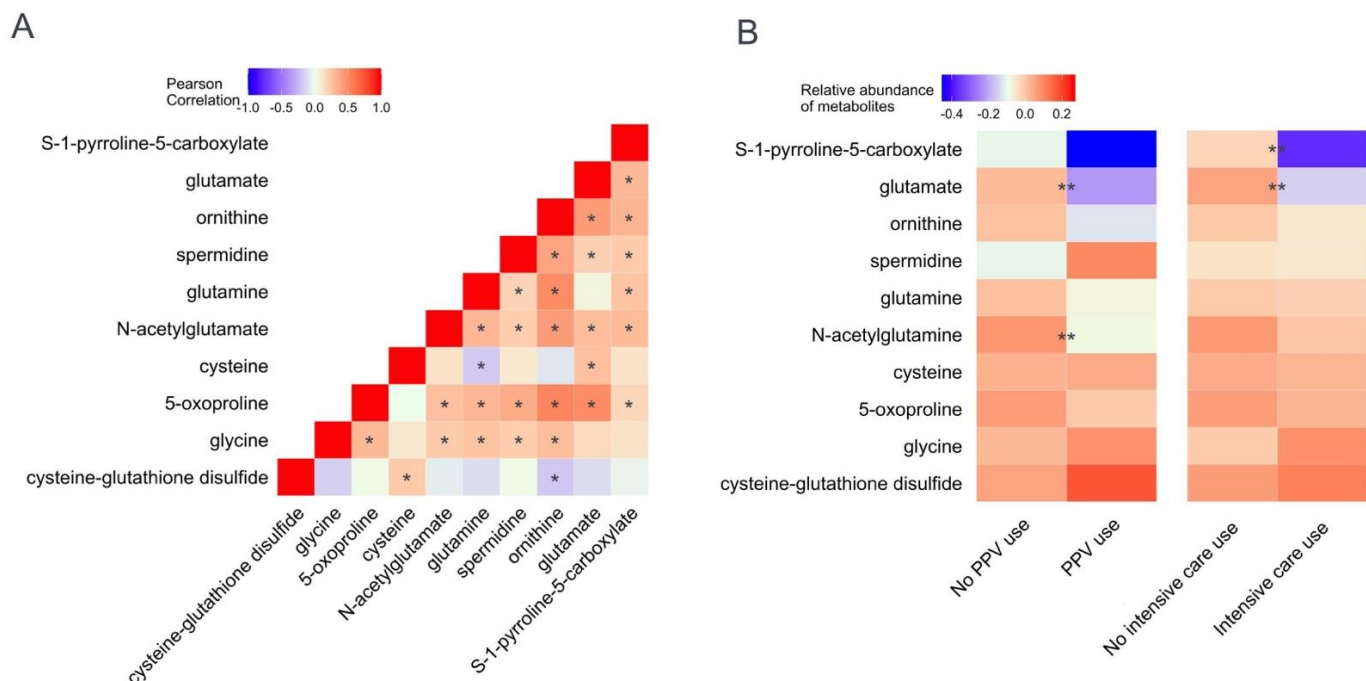 A
Pearson
Correlation
-1.0 -0.5 0.0 0.5 1.0
S-1-pyrroline-5-carboxylate
glutamate
*
ornithine
* *
spermidine
* * *
glutamine
* * *
N-acetylglutamate
* * * * *
cysteine
* *
5-oxoproline
* * * * * *
glycine
* * * * *
cysteine-glutathione disulfide
* *
cysteine-glutathione disulfide
glycine
5-oxoproline
cysteine
N-acetylglutamate
glutamine
spermidine
ornithine
glutamate
S-1-pyrroline-5-carboxylate
B
Relative abundance
of metabolites
-0.4 -0.2 0.0 0.2
S-1-pyrroline-5-carboxylate
**
glutamate
** **
ornithine
spermidine
glutamine
N-acetylglutamine
**
cysteine
5-oxoproline
glycine
cysteine-glutathione disulfide
No PPV use
PPV use
No intensive care use
Intensive care use